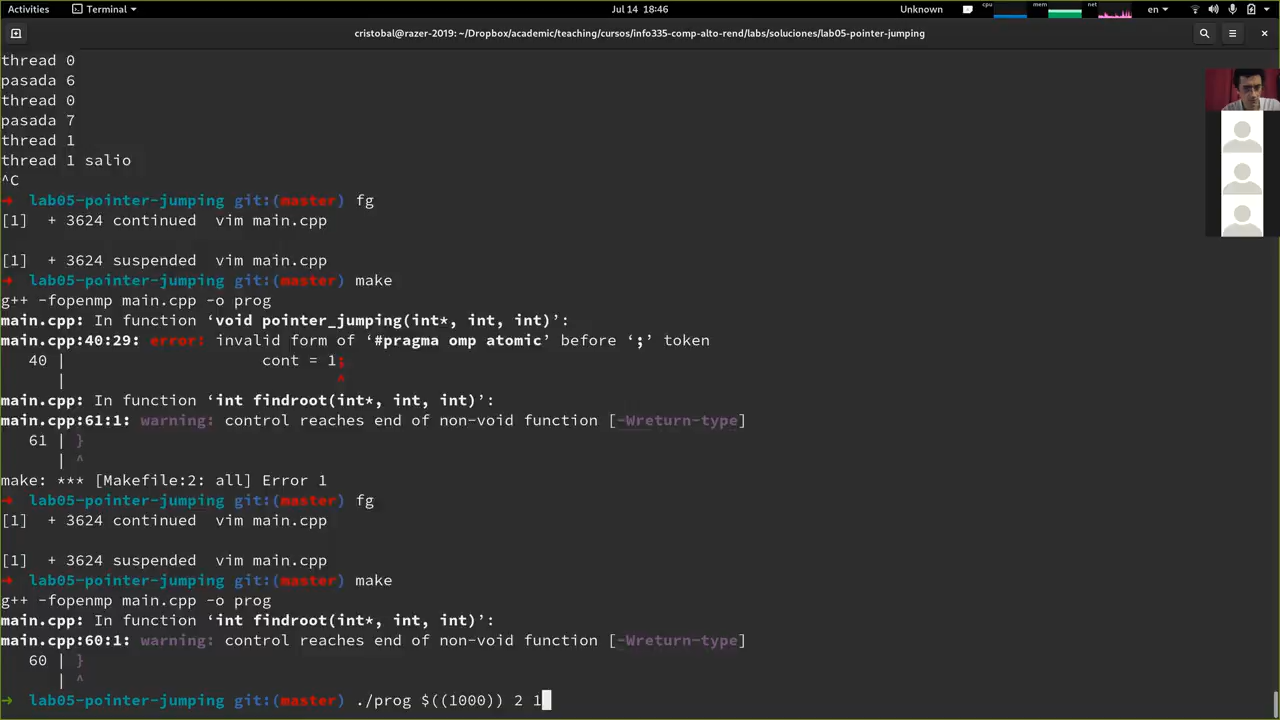 Activities Terminal Jul 14 18:46 Unknown cpu mem net en
cristobal@razer-2019: ~/Dropbox/academic/teaching/cursos/info335-comp-alto-rend/labs/soluciones/lab05-pointer-jumping
thread 0
pasada 6
thread 0
pasada 7
thread 1
thread 1 salio
^C
→ lab05-pointer-jumping git:(master) fg
[1] + 3624 continued vim main.cpp
[1] + 3624 suspended vim main.cpp
→ lab05-pointer-jumping git:(master) make
g++ -fopenmp main.cpp -o prog
main.cpp: In function ‘void pointer_jumping(int*, int, int)’:
main.cpp:40:29: error: invalid form of ‘#pragma omp atomic’ before ‘;’ token
40 | cont = 1;
| ^
main.cpp: In function ‘int findroot(int*, int, int)’:
main.cpp:61:1: warning: control reaches end of non-void function [-Wreturn-type]
61 | }
| ^
make: *** [Makefile:2: all] Error 1
→ lab05-pointer-jumping git:(master) fg
[1] + 3624 continued vim main.cpp
[1] + 3624 suspended vim main.cpp
→ lab05-pointer-jumping git:(master) make
g++ -fopenmp main.cpp -o prog
main.cpp: In function ‘int findroot(int*, int, int)’:
main.cpp:60:1: warning: control reaches end of non-void function [-Wreturn-type]
60 | }
| ^
→ lab05-pointer-jumping git:(master) ./prog $((1000)) 2 1